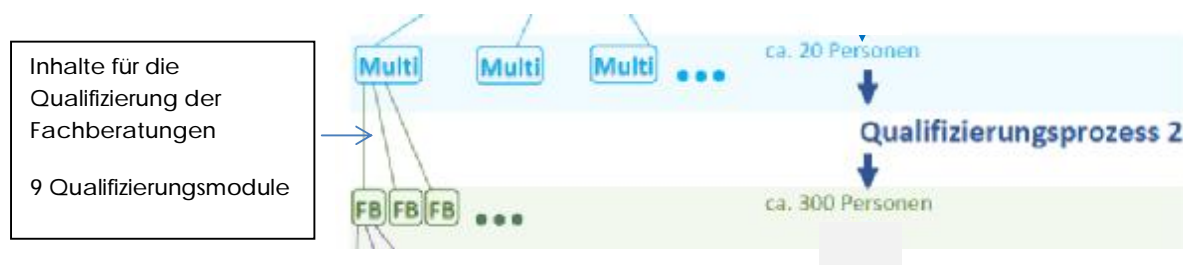 Inhalte für die
Qualifizierung der
Fachberatungen
9 Qualifizierungsmodule
Multi Multi Multi ... ca. 20 Personen
Qualifizierungsprozess 2
FB FB FB ... ca. 300 Personen